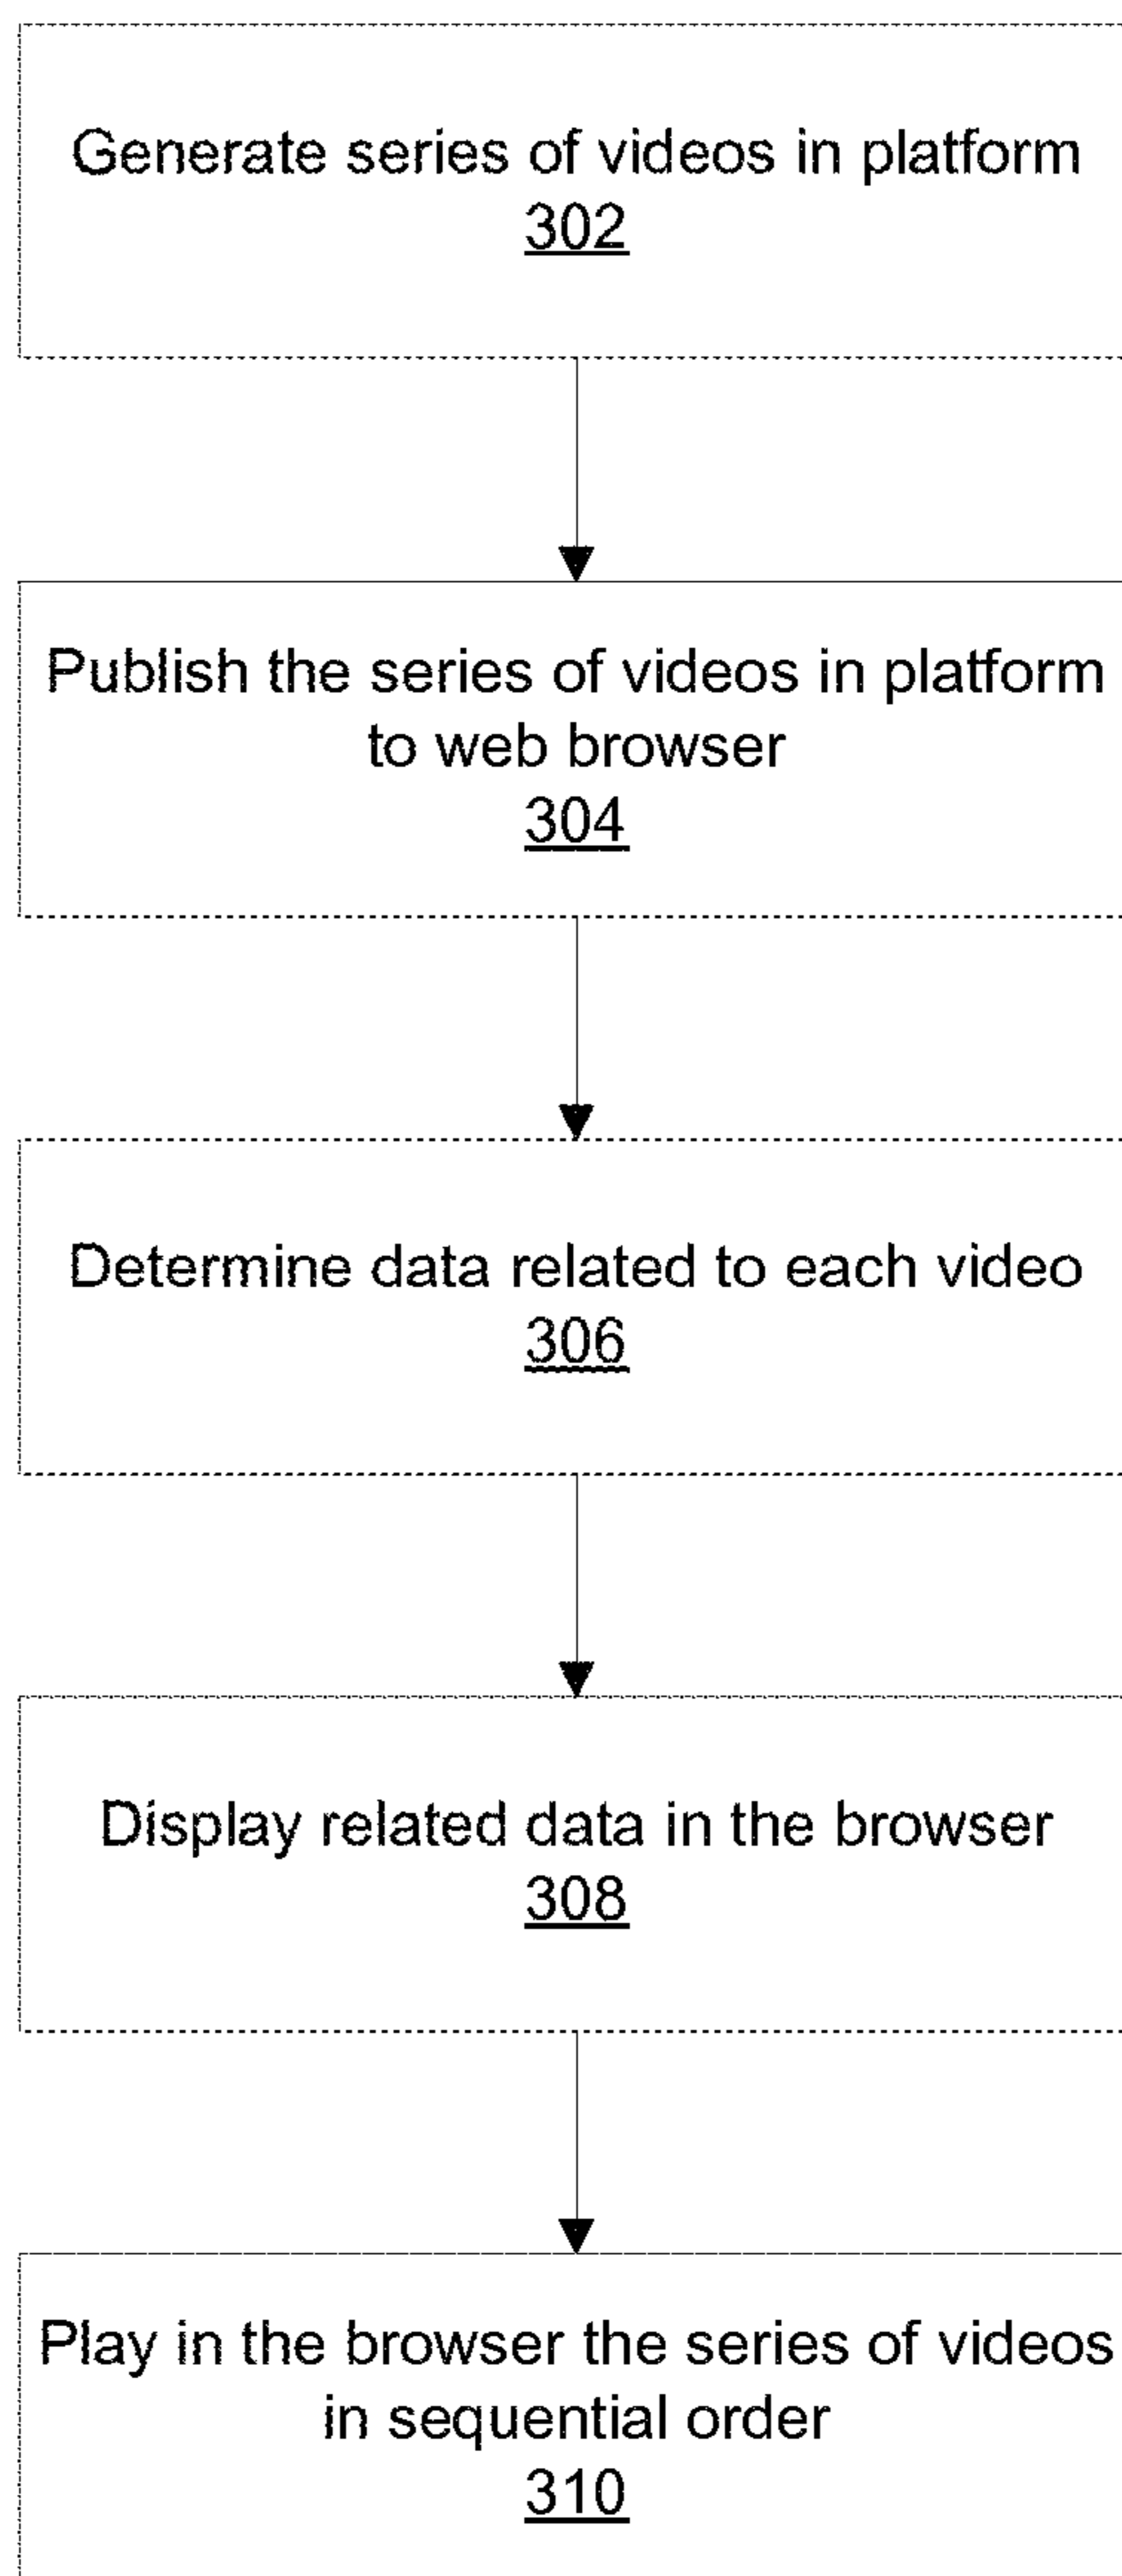 Generate series of videos in platform
302
Publish the series of videos in platform
to web browser
304
Determine data related to each video
306
Display related data in the browser
308
Play in the browser the series of videos
in sequential order
310